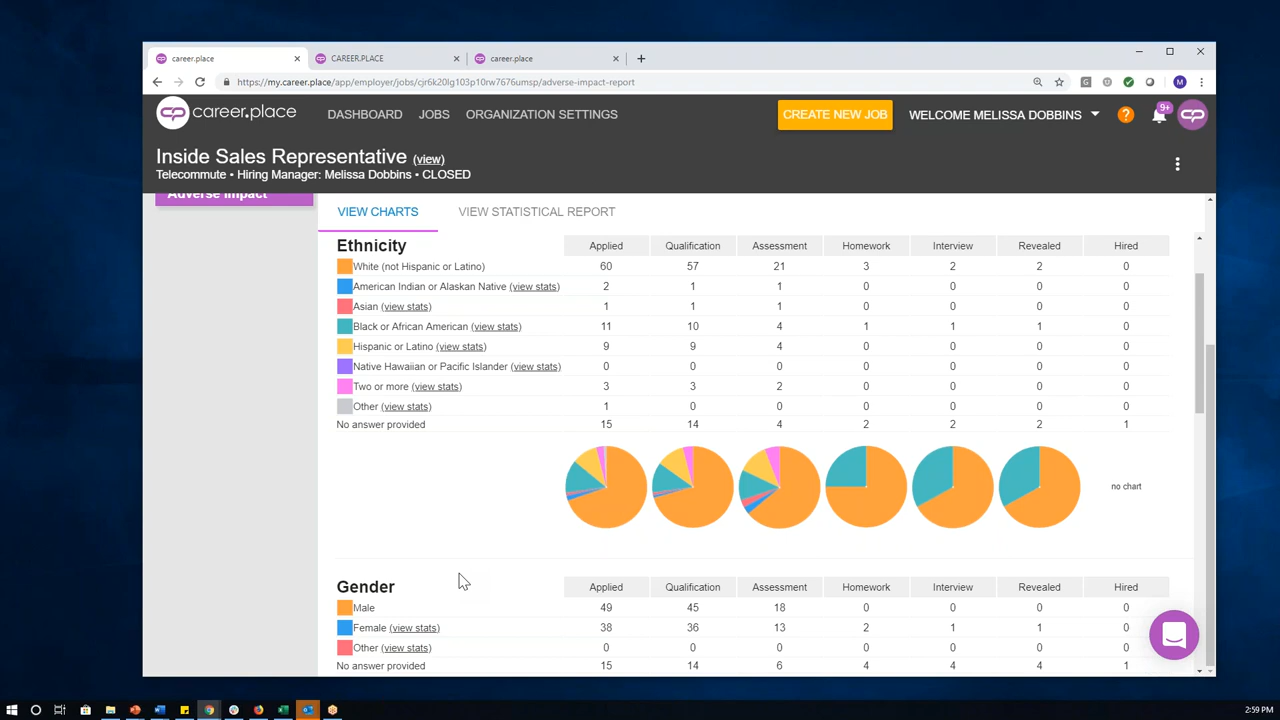 career.place
CAREER.PLACE
career.place
https://my.career.place/app/employer/jobs/cjr6k20lg103p10rw7676umsp/adverse-impact-report
career.place DASHBOARD JOBS ORGANIZATION SETTINGS CREATE NEW JOB WELCOME MELISSA DOBBINS ? 9+ cp
Inside Sales Representative (view)
Telecommute • Hiring Manager: Melissa Dobbins • CLOSED
Adverse Impact
VIEW CHARTS VIEW STATISTICAL REPORT
Ethnicity Applied Qualification Assessment Homework Interview Revealed Hired
White (not Hispanic or Latino) 60 57 21 3 2 2 0
American Indian or Alaskan Native (view stats) 2 1 1 0 0 0 0
Asian (view stats) 1 1 1 0 0 0 0
Black or African American (view stats) 11 10 4 1 1 1 0
Hispanic or Latino (view stats) 9 9 4 0 0 0 0
Native Hawaiian or Pacific Islander (view stats) 0 0 0 0 0 0 0
Two or more (view stats) 3 3 2 0 0 0 0
Other (view stats) 1 0 0 0 0 0 0
No answer provided 15 14 4 2 2 2 1
no chart
Gender Applied Qualification Assessment Homework Interview Revealed Hired
Male 49 45 18 0 0 0 0
Female (view stats) 38 36 13 2 1 1 0
Other (view stats) 0 0 0 0 0 0 0
No answer provided 15 14 6 4 4 4 1
2:59 PM